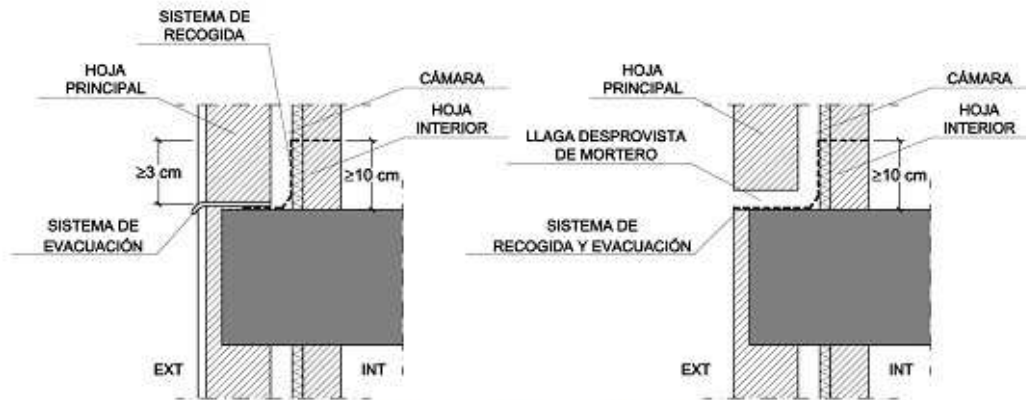 SISTEMA DE
RECOGIDA
HOJA
PRINCIPAL
CÁMARA
HOJA
INTERIOR
≥3 cm
≥10 cm
SISTEMA DE
EVACUACIÓN
EXT
INT
HOJA
PRINCIPAL
CÁMARA
HOJA
INTERIOR
LLAGA DESPROVISTA
DE MORTERO
≥10 cm
SISTEMA DE
RECOGIDA Y EVACUACIÓN
EXT
INT